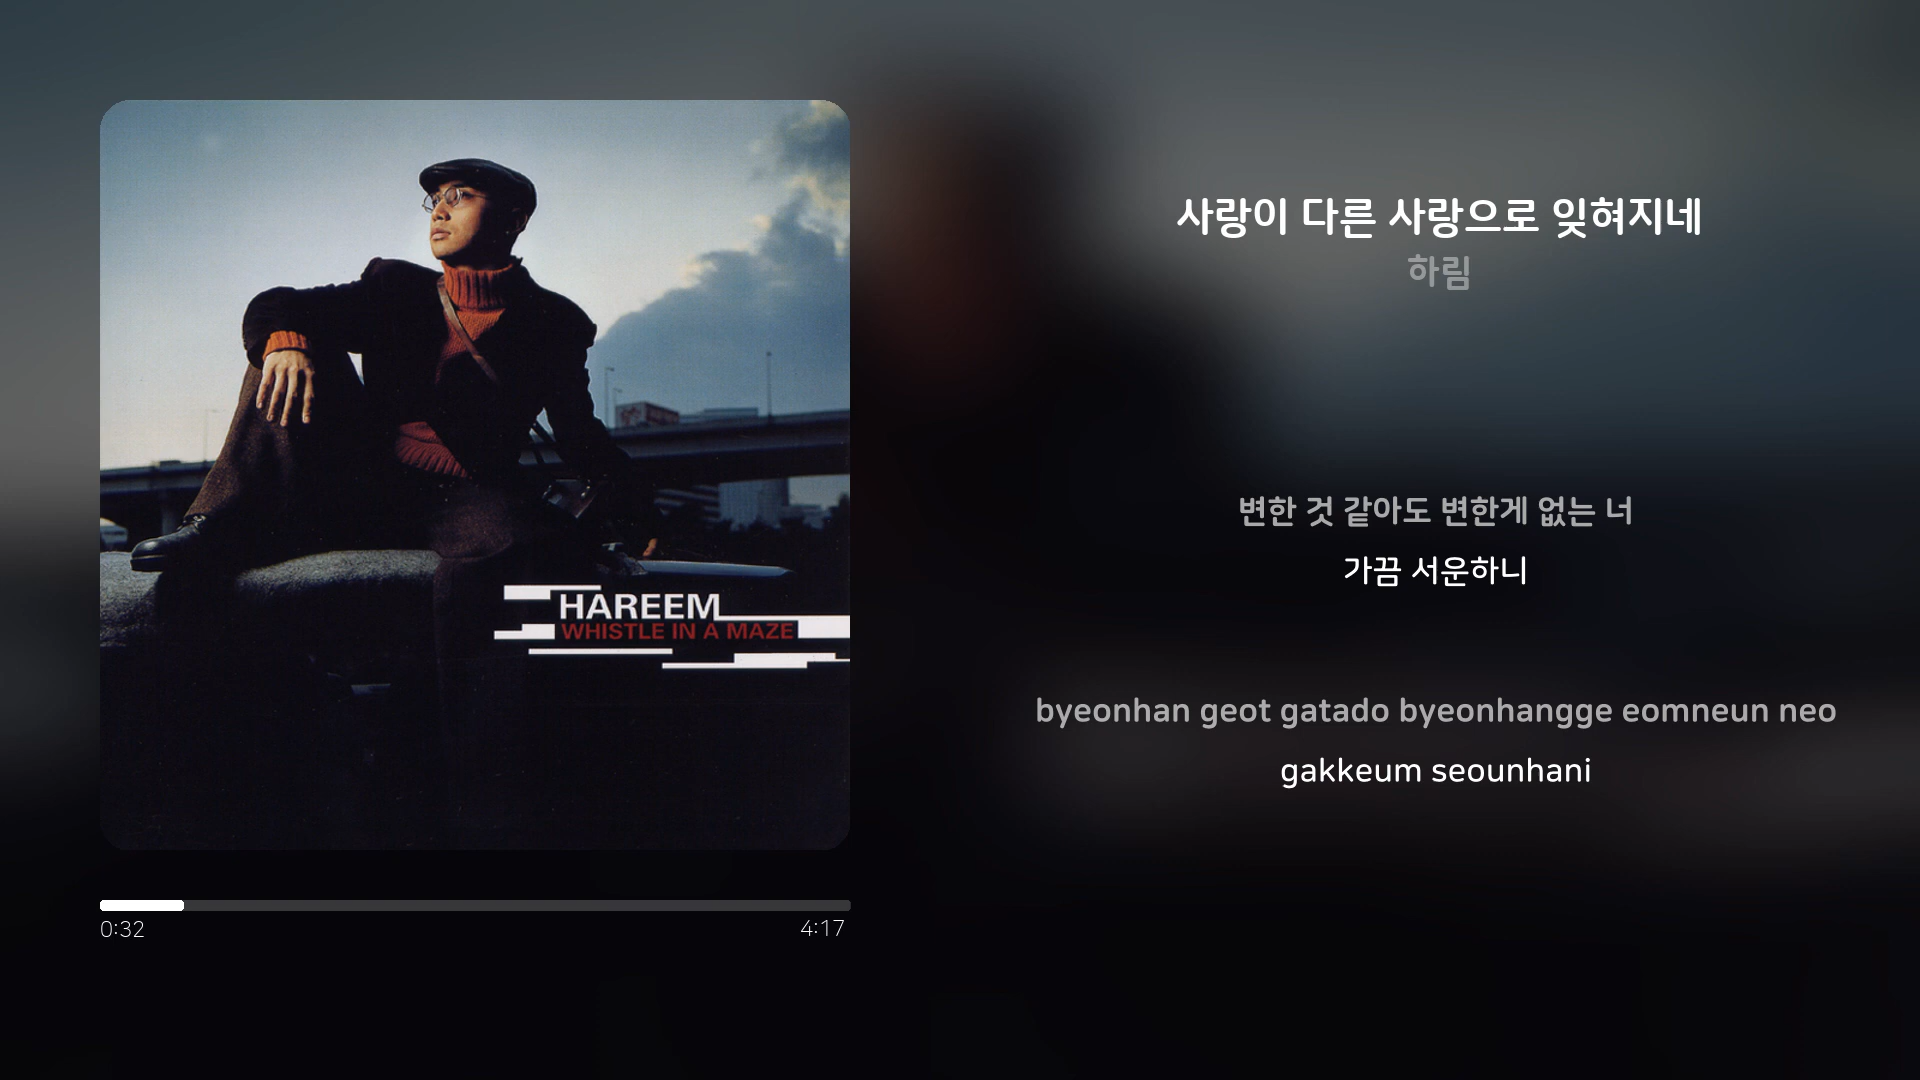 사랑이 다른 사랑으로 잊혀지네
하림
변한 것 같아도 변한게 없는 너
가끔 서운하니
byeonhan geot gatado byeonhangge eomneun neo
gakkeum seounhani
HAREEM
WHISTLE IN A MAZE
0:32
4:17